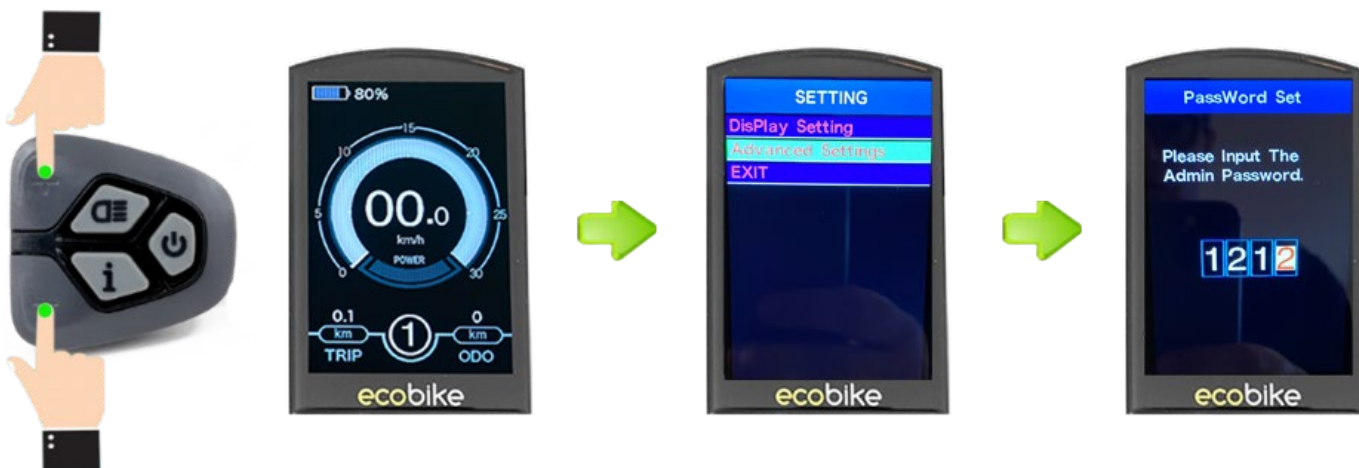 80%
15
10
20
00.0
5
25
km/h
POWER
0
30
0.1
0
km
1
km
TRIP
ODO
ecobike
SETTING
DisPlay Setting
Advanced Settings
EXIT
ecobike
PassWord Set
Please Input The
Admin Password.
1212
ecobike
i